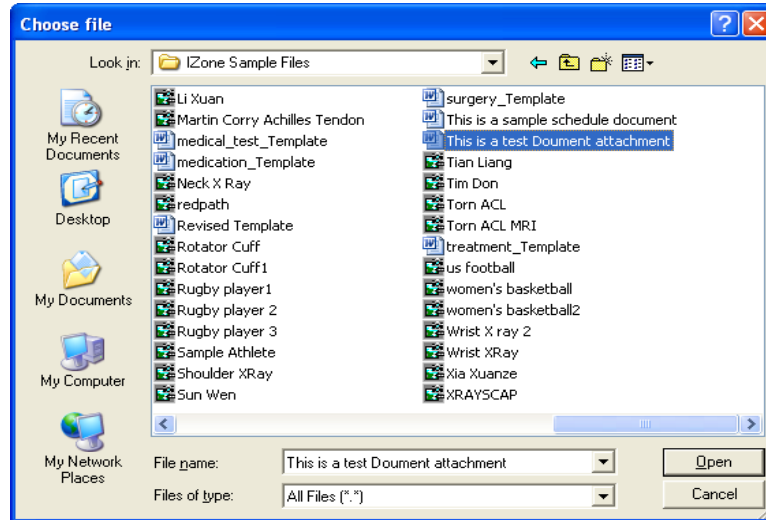 Choose file
Look in:
IZone Sample Files
My Recent
Documents
Desktop
My Documents
My Computer
My Network
Places
Li Xuan
Martin Corry Achilles Tendon
medical_test_Template
medication_Template
Neck X Ray
redpath
Revised Template
Rotator Cuff
Rotator Cuff1
Rugby player1
Rugby player 2
Rugby player 3
Sample Athlete
Shoulder XRay
Sun Wen
surgery_Template
This is a sample schedule document
This is a test Doument attachment
Tian Liang
Tim Don
Torn ACL
Torn ACL MRI
treatment_Template
us football
women's basketball
women's basketball2
Wrist X ray 2
Wrist XRay
Xia Xuanze
XRAYSCAP
File name:
This is a test Doument attachment
Open
Files of type:
All Files (*.*)
Cancel